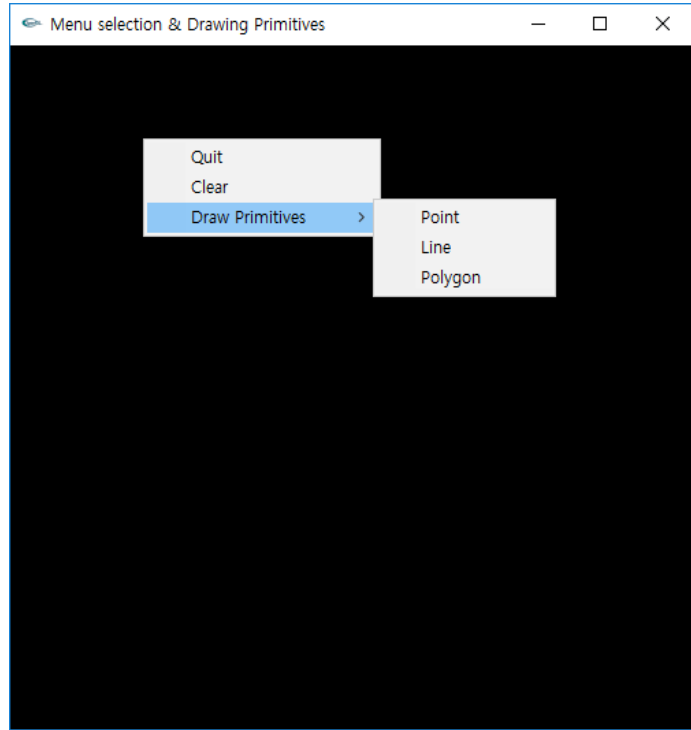 Menu selection & Drawing Primitives
Quit
Clear
Draw Primitives
Point
Line
Polygon